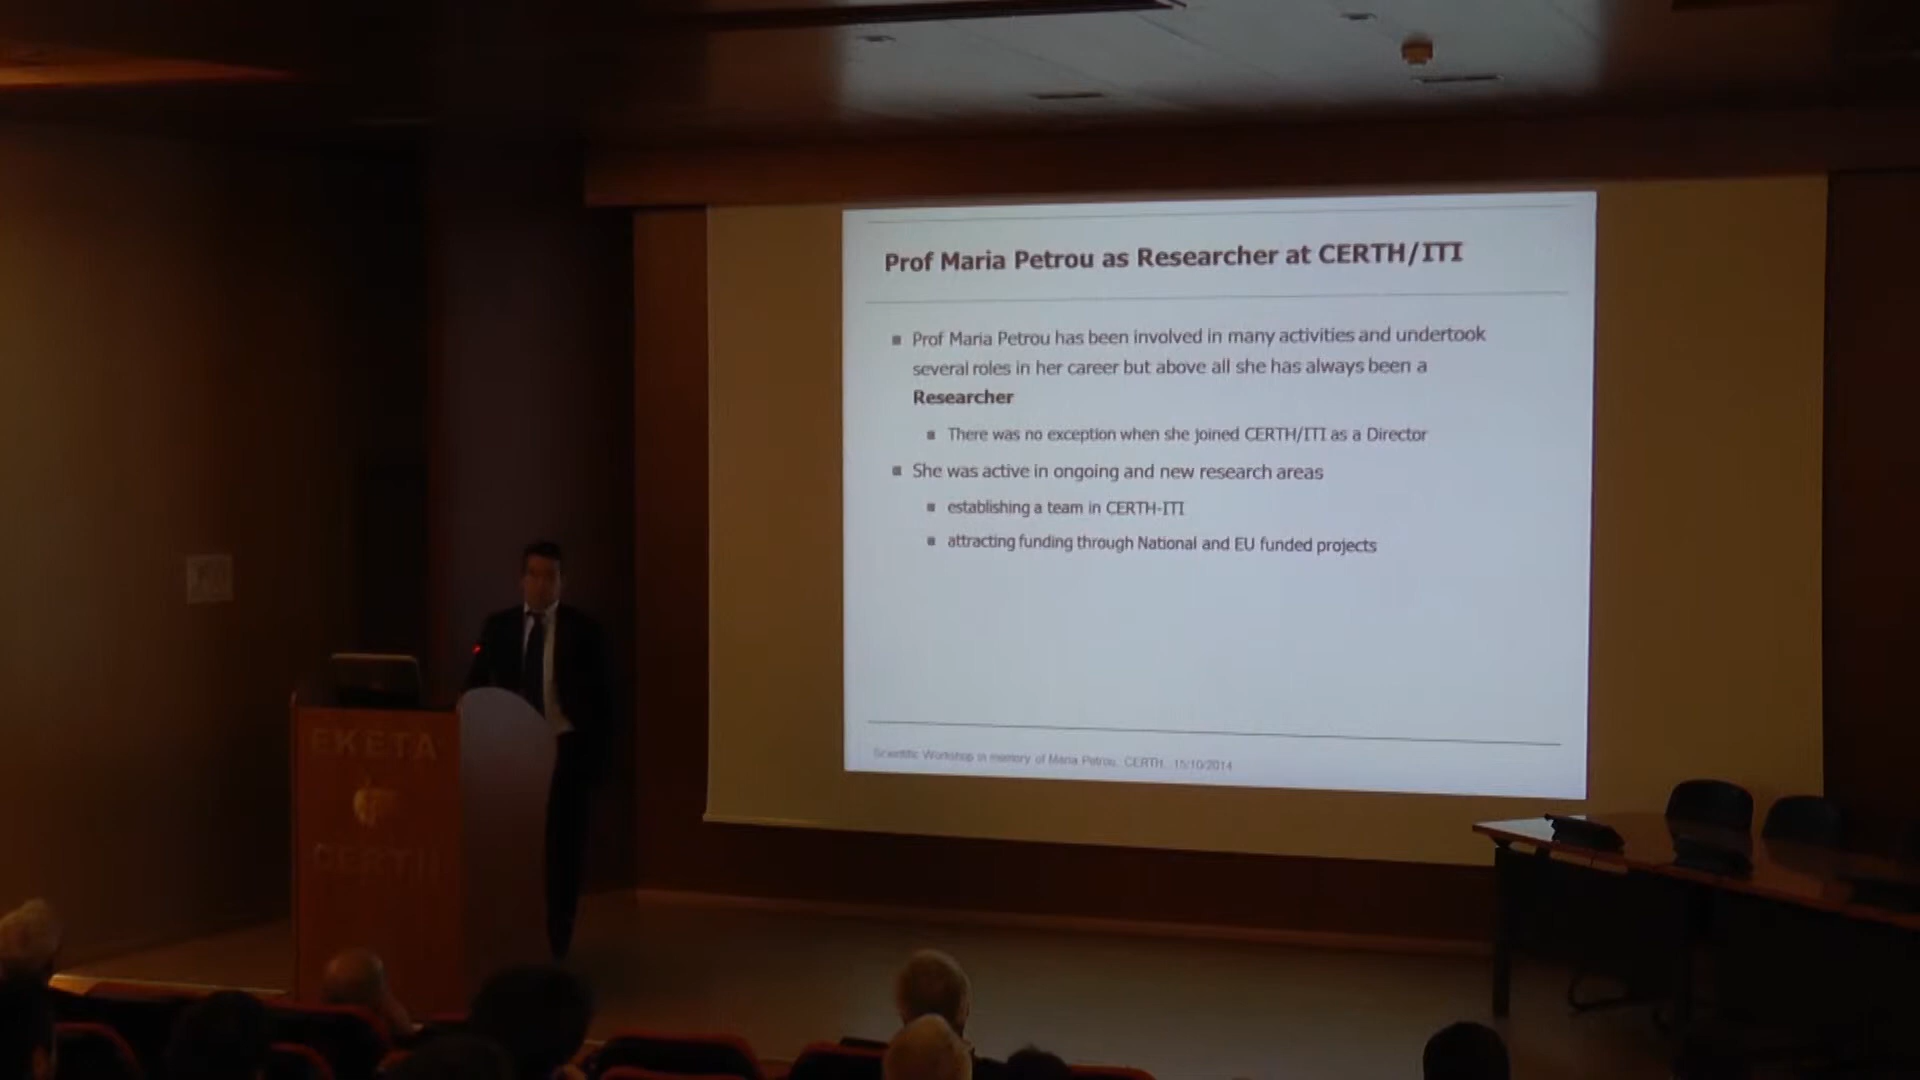 Prof Maria Petrou as Researcher at CERTH/ITI
Prof Maria Petrou has been involved in many activities and undertook
several roles in her career but above all she has always been a
Researcher
There was no exception when she joined CERTH/ITI as a Director
She was active in ongoing and new research areas
establishing a team in CERTH-ITI
attracting funding through National and EU funded projects
Scientific Workshop in memory of Maria Petrou, CERTH, 15/10/2014
EKETA
CERTH